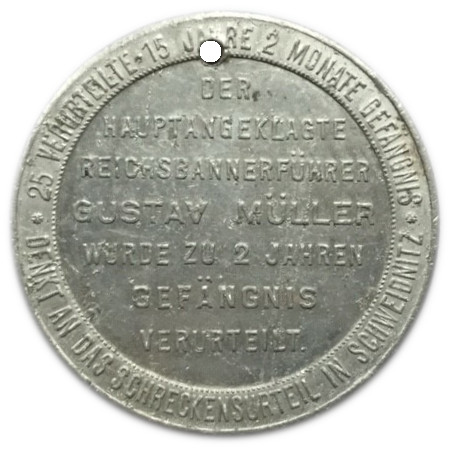 * 25 VERURTEILTE · 15 JAHRE 2 MONATE GEFÄNGNIS *
DENKT AN DAS SCHRECKENSURTEIL IN SCHWEIDNITZ
DER
HAUPTANGEKLAGTE
REICHSBANNERFÜHRER
GUSTAV MÜLLER
WURDE ZU 2 JAHREN
GEFÄNGNIS
VERURTEILT.